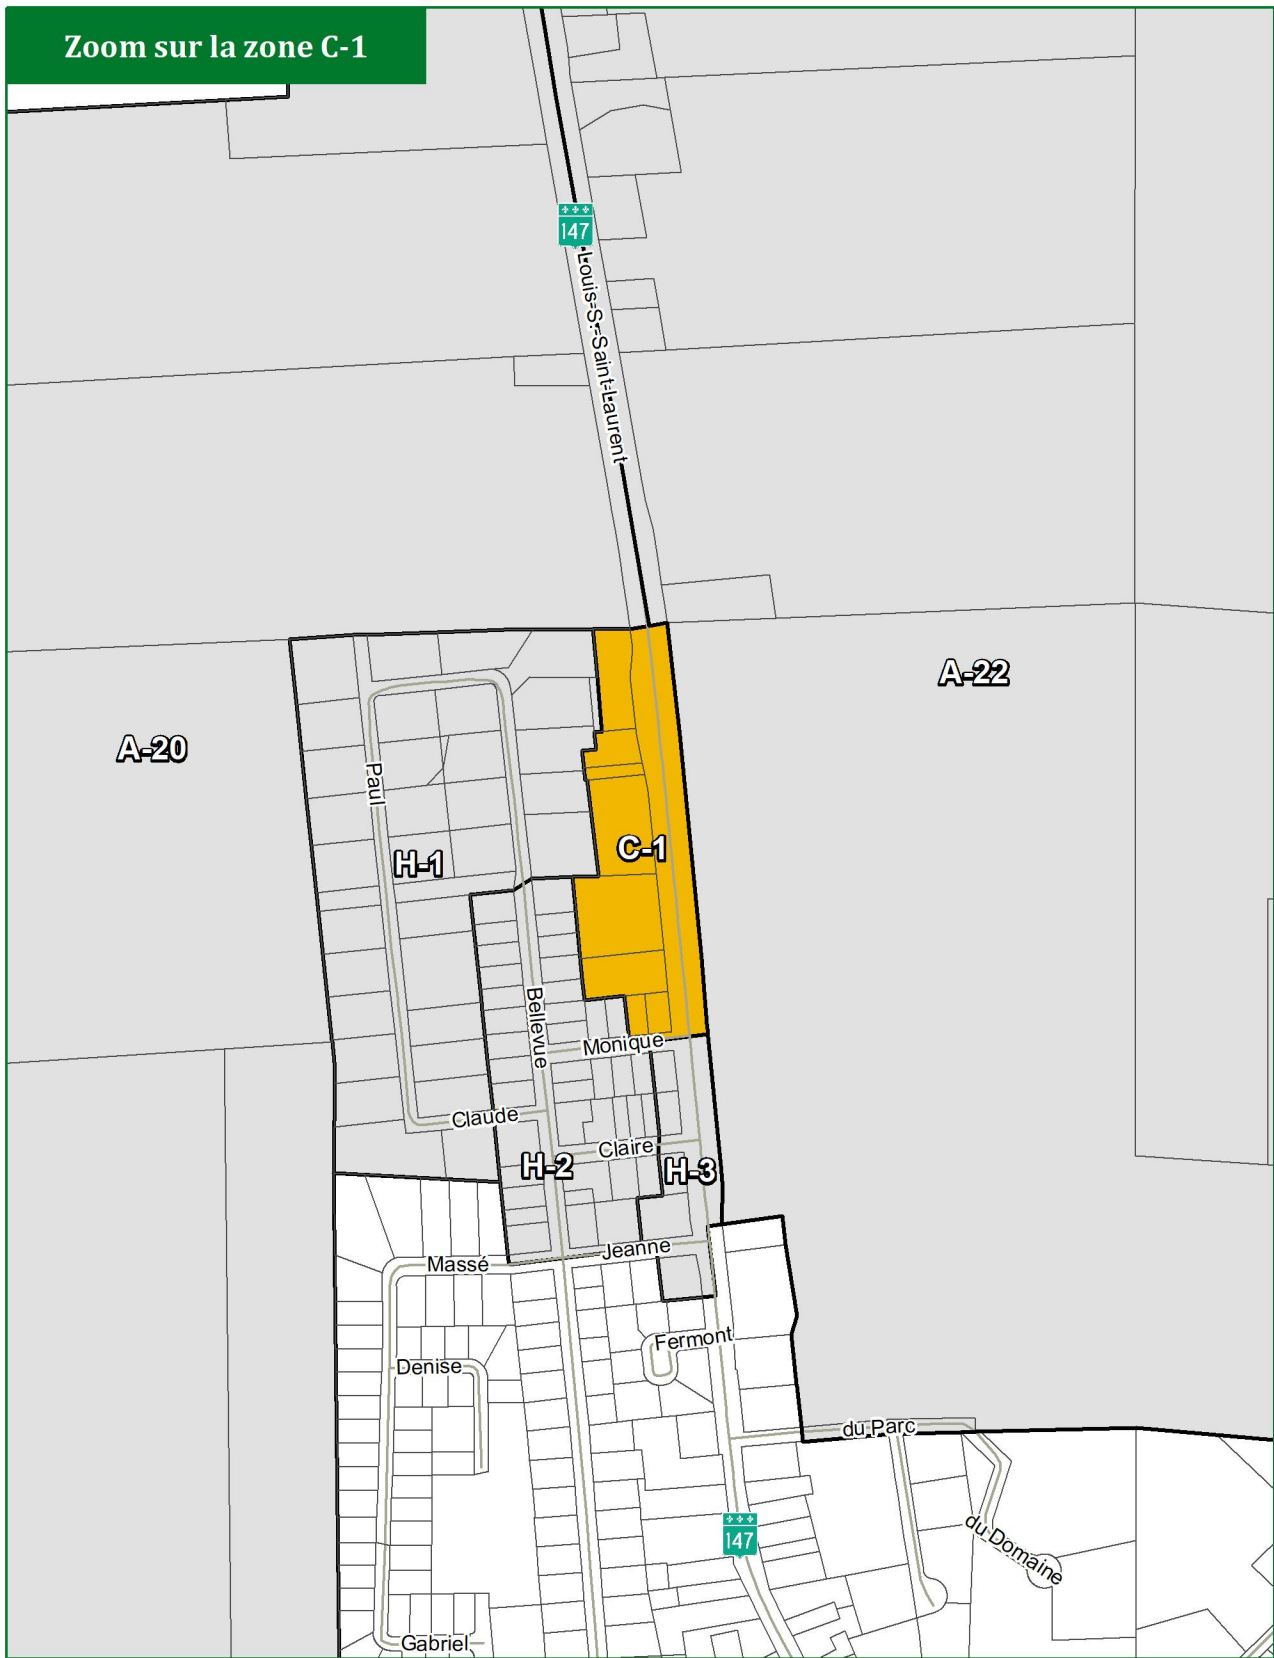 Zoom sur la zone C-1
147
Louis-S.-Saint-Laurent
A-22
A-20
Paul
C-1
H-1
Bellevue
Monique
Claude
Claire
H-2
H-3
Jeanne
Massé
Fermont
Denise
du Parc
147
du Domaine
Gabriel